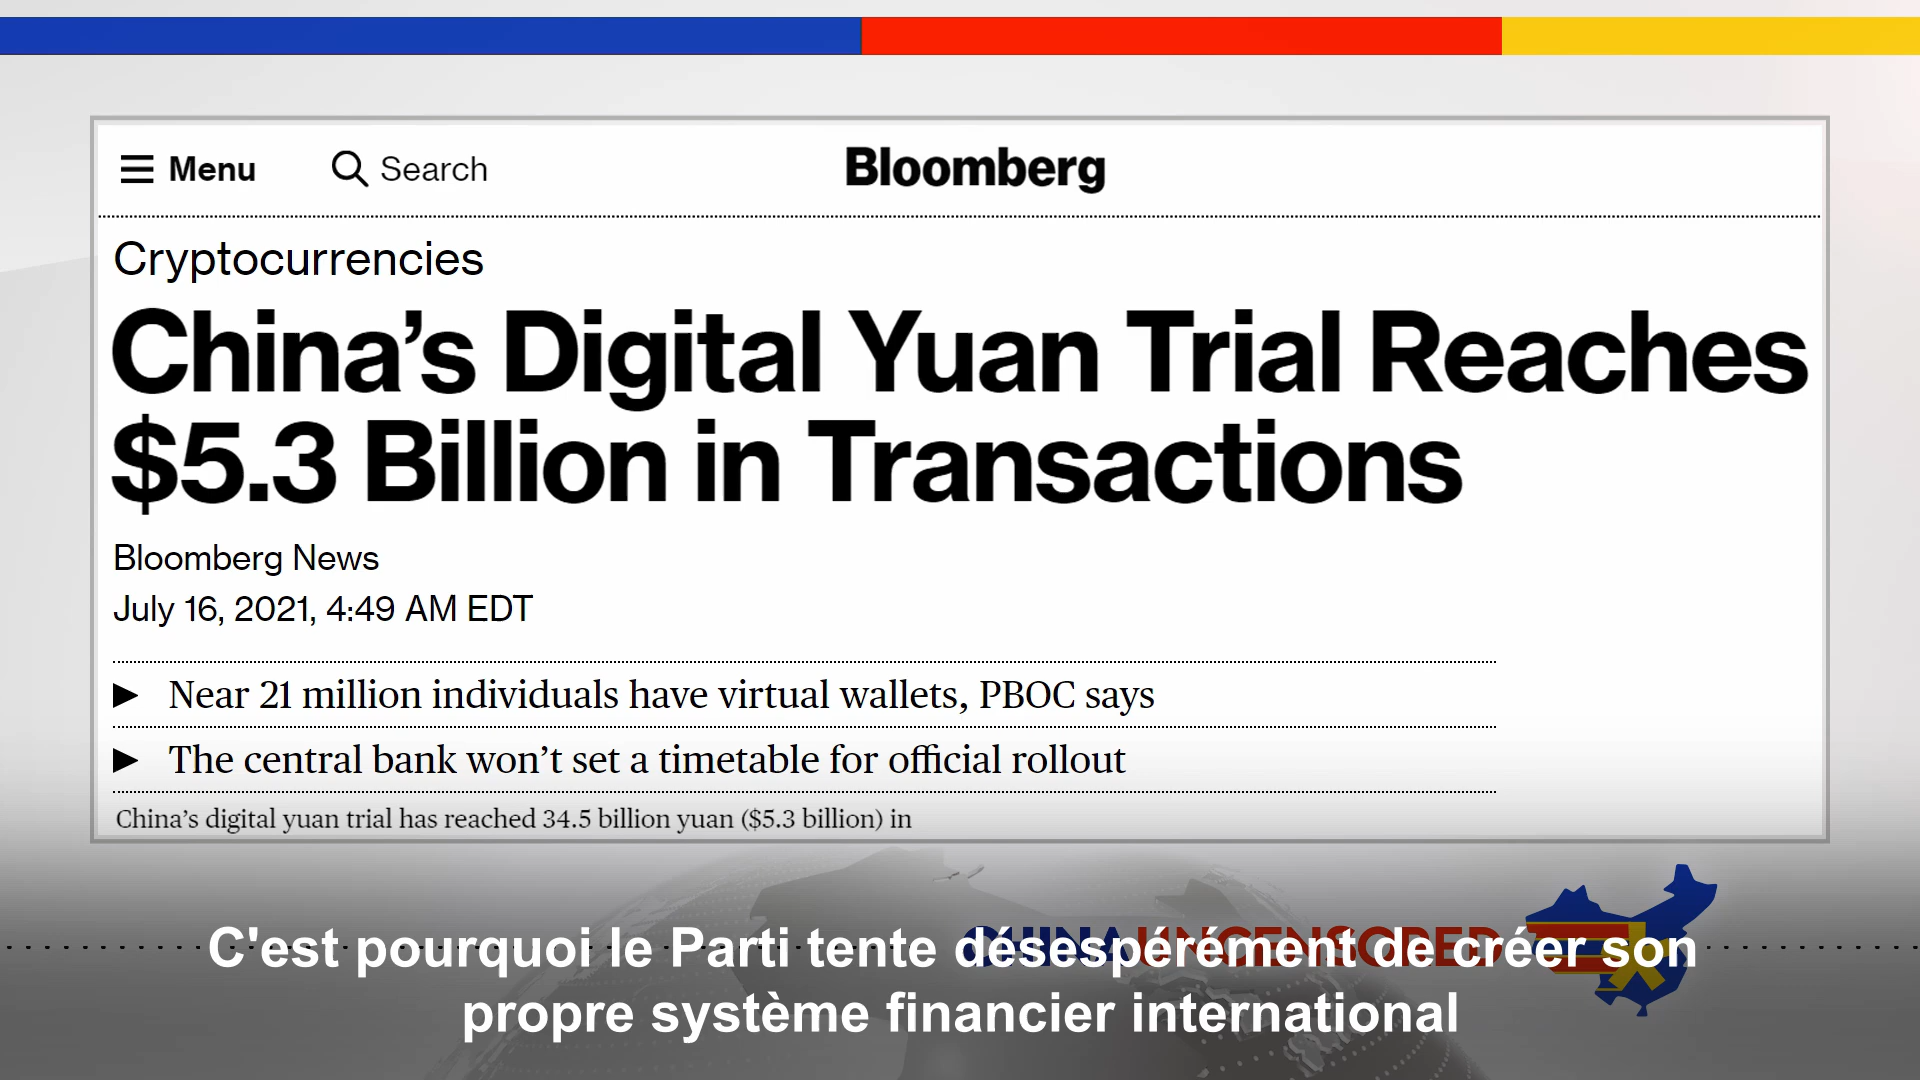 Menu
Search
Bloomberg
Cryptocurrencies
China’s Digital Yuan Trial Reaches
$5.3 Billion in Transactions
Bloomberg News
July 16, 2021, 4:49 AM EDT
▶ Near 21 million individuals have virtual wallets, PBOC says
▶ The central bank won’t set a timetable for official rollout
China’s digital yuan trial has reached 34.5 billion yuan ($5.3 billion) in
CHINA UNCENSORED
C'est pourquoi le Parti tente désespérément de créer son
propre système financier international